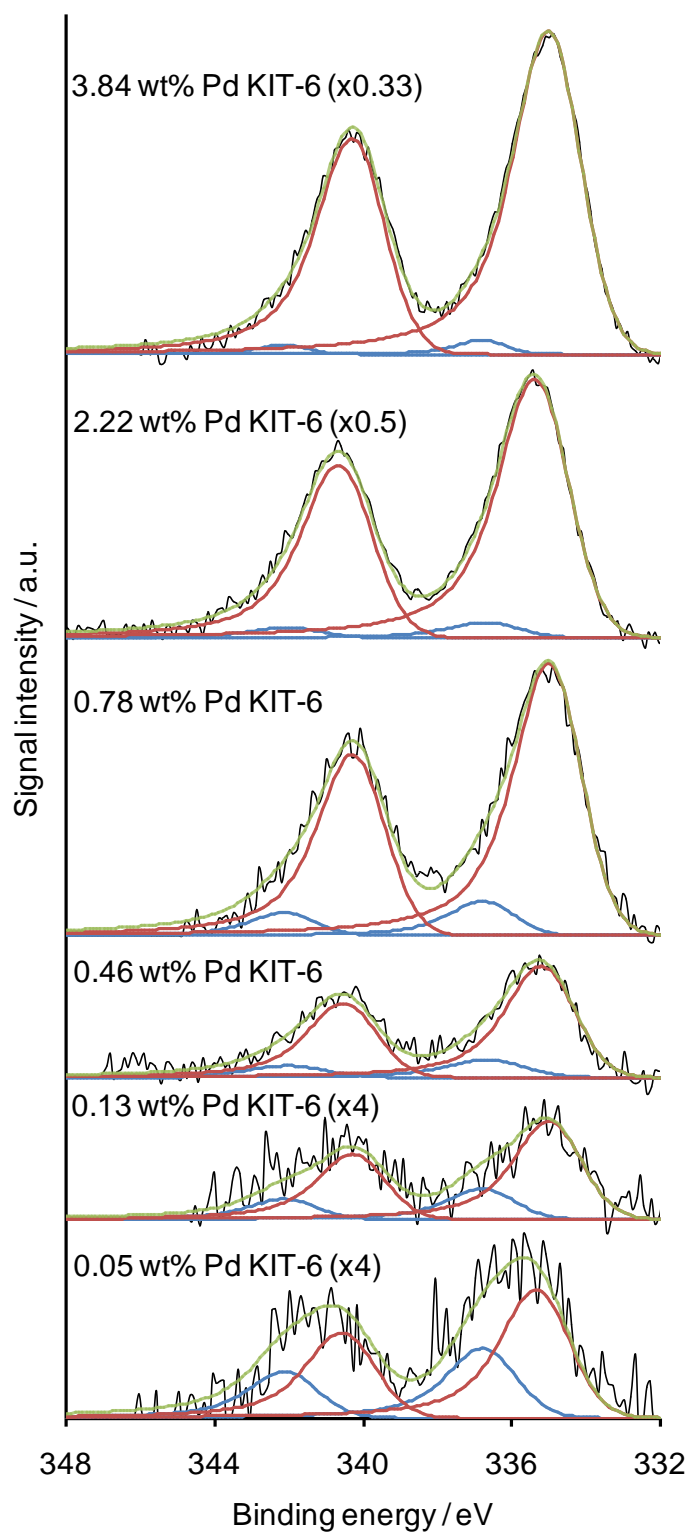 3.84 wt% Pd KIT-6 (x0.33)
2.22 wt% Pd KIT-6 (x0.5)
0.78 wt% Pd KIT-6
0.46 wt% Pd KIT-6
0.13 wt% Pd KIT-6 (x4)
0.05 wt% Pd KIT-6 (x4)
Signal intensity / a.u.
348 344 340 336 332
Binding energy / eV